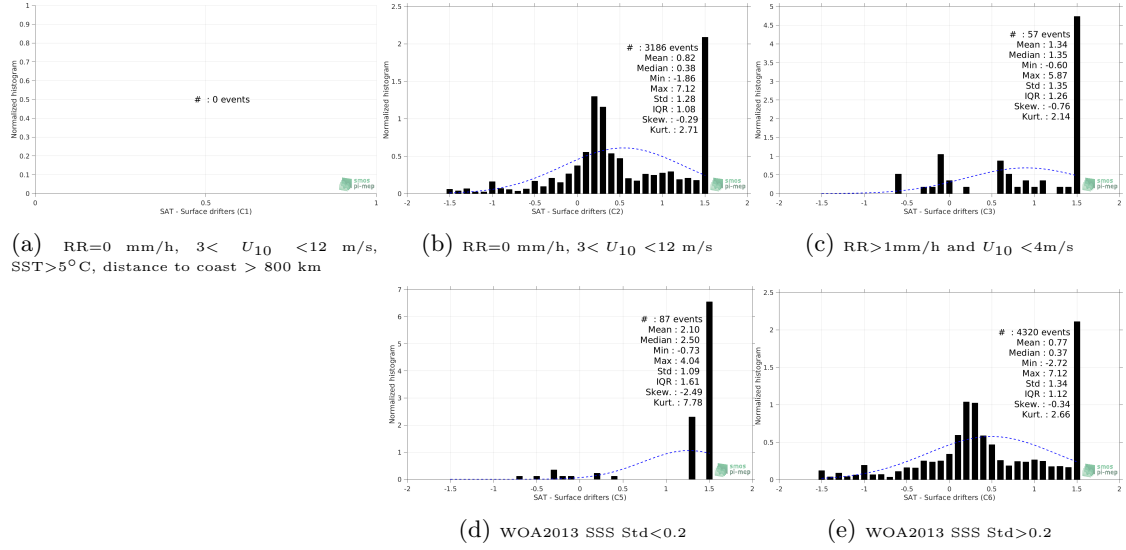 1
0.9
0.8
0.7
0.6
0.5
0.4
0.3
0.2
0.1
0
Normalized histogram
# : 0 events
0 0.5 1
SAT - Surface drifters (C1)
smos
pi-mep
(a) RR=0 mm/h, 3< U10 <12 m/s,
SST>5°C, distance to coast > 800 km
2.5
2
1.5
1
0.5
0
Normalized histogram
# : 3186 events
Mean : 0.82
Median : 0.38
Min : -1.86
Max : 7.12
Std : 1.28
IQR : 1.08
Skew. : -0.29
Kurt. : 2.71
-2 -1.5 -1 -0.5 0 0.5 1 1.5 2
SAT - Surface drifters (C2)
smos
pi-mep
(b) RR=0 mm/h, 3< U10 <12 m/s
5
4.5
4
3.5
3
2.5
2
1.5
1
0.5
0
Normalized histogram
# : 57 events
Mean : 1.34
Median : 1.35
Min : -0.60
Max : 5.87
Std : 1.35
IQR : 1.26
Skew. : -0.76
Kurt. : 2.14
-2 -1.5 -1 -0.5 0 0.5 1 1.5 2
SAT - Surface drifters (C3)
smos
pi-mep
(c) RR>1mm/h and U10 <4m/s
7
6
5
4
3
2
1
0
Normalized histogram
# : 87 events
Mean : 2.10
Median : 2.50
Min : -0.73
Max : 4.04
Std : 1.09
IQR : 1.61
Skew. : -2.49
Kurt. : 7.78
-2 -1.5 -1 -0.5 0 0.5 1 1.5 2
SAT - Surface drifters (C5)
smos
pi-mep
(d) WOA2013 SSS Std<0.2
2.5
2
1.5
1
0.5
0
Normalized histogram
# : 4320 events
Mean : 0.77
Median : 0.37
Min : -2.72
Max : 7.12
Std : 1.34
IQR : 1.12
Skew. : -0.34
Kurt. : 2.66
-2 -1.5 -1 -0.5 0 0.5 1 1.5 2
SAT - Surface drifters (C6)
smos
pi-mep
(e) WOA2013 SSS Std>0.2